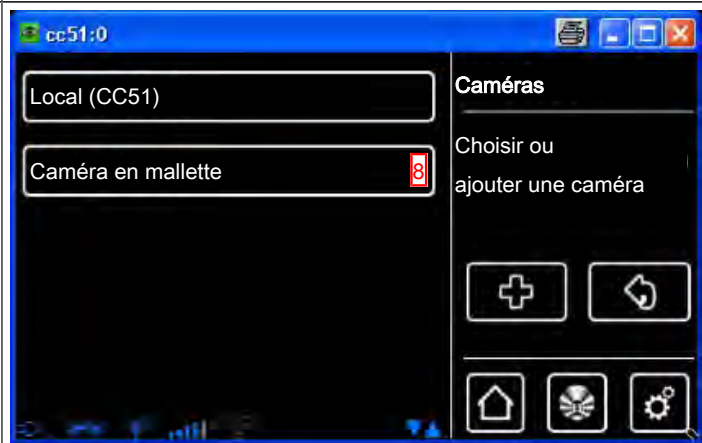 cc51:0
Local (CC51)
Caméra en mallette
8
Caméras
Choisir ou
ajouter une caméra